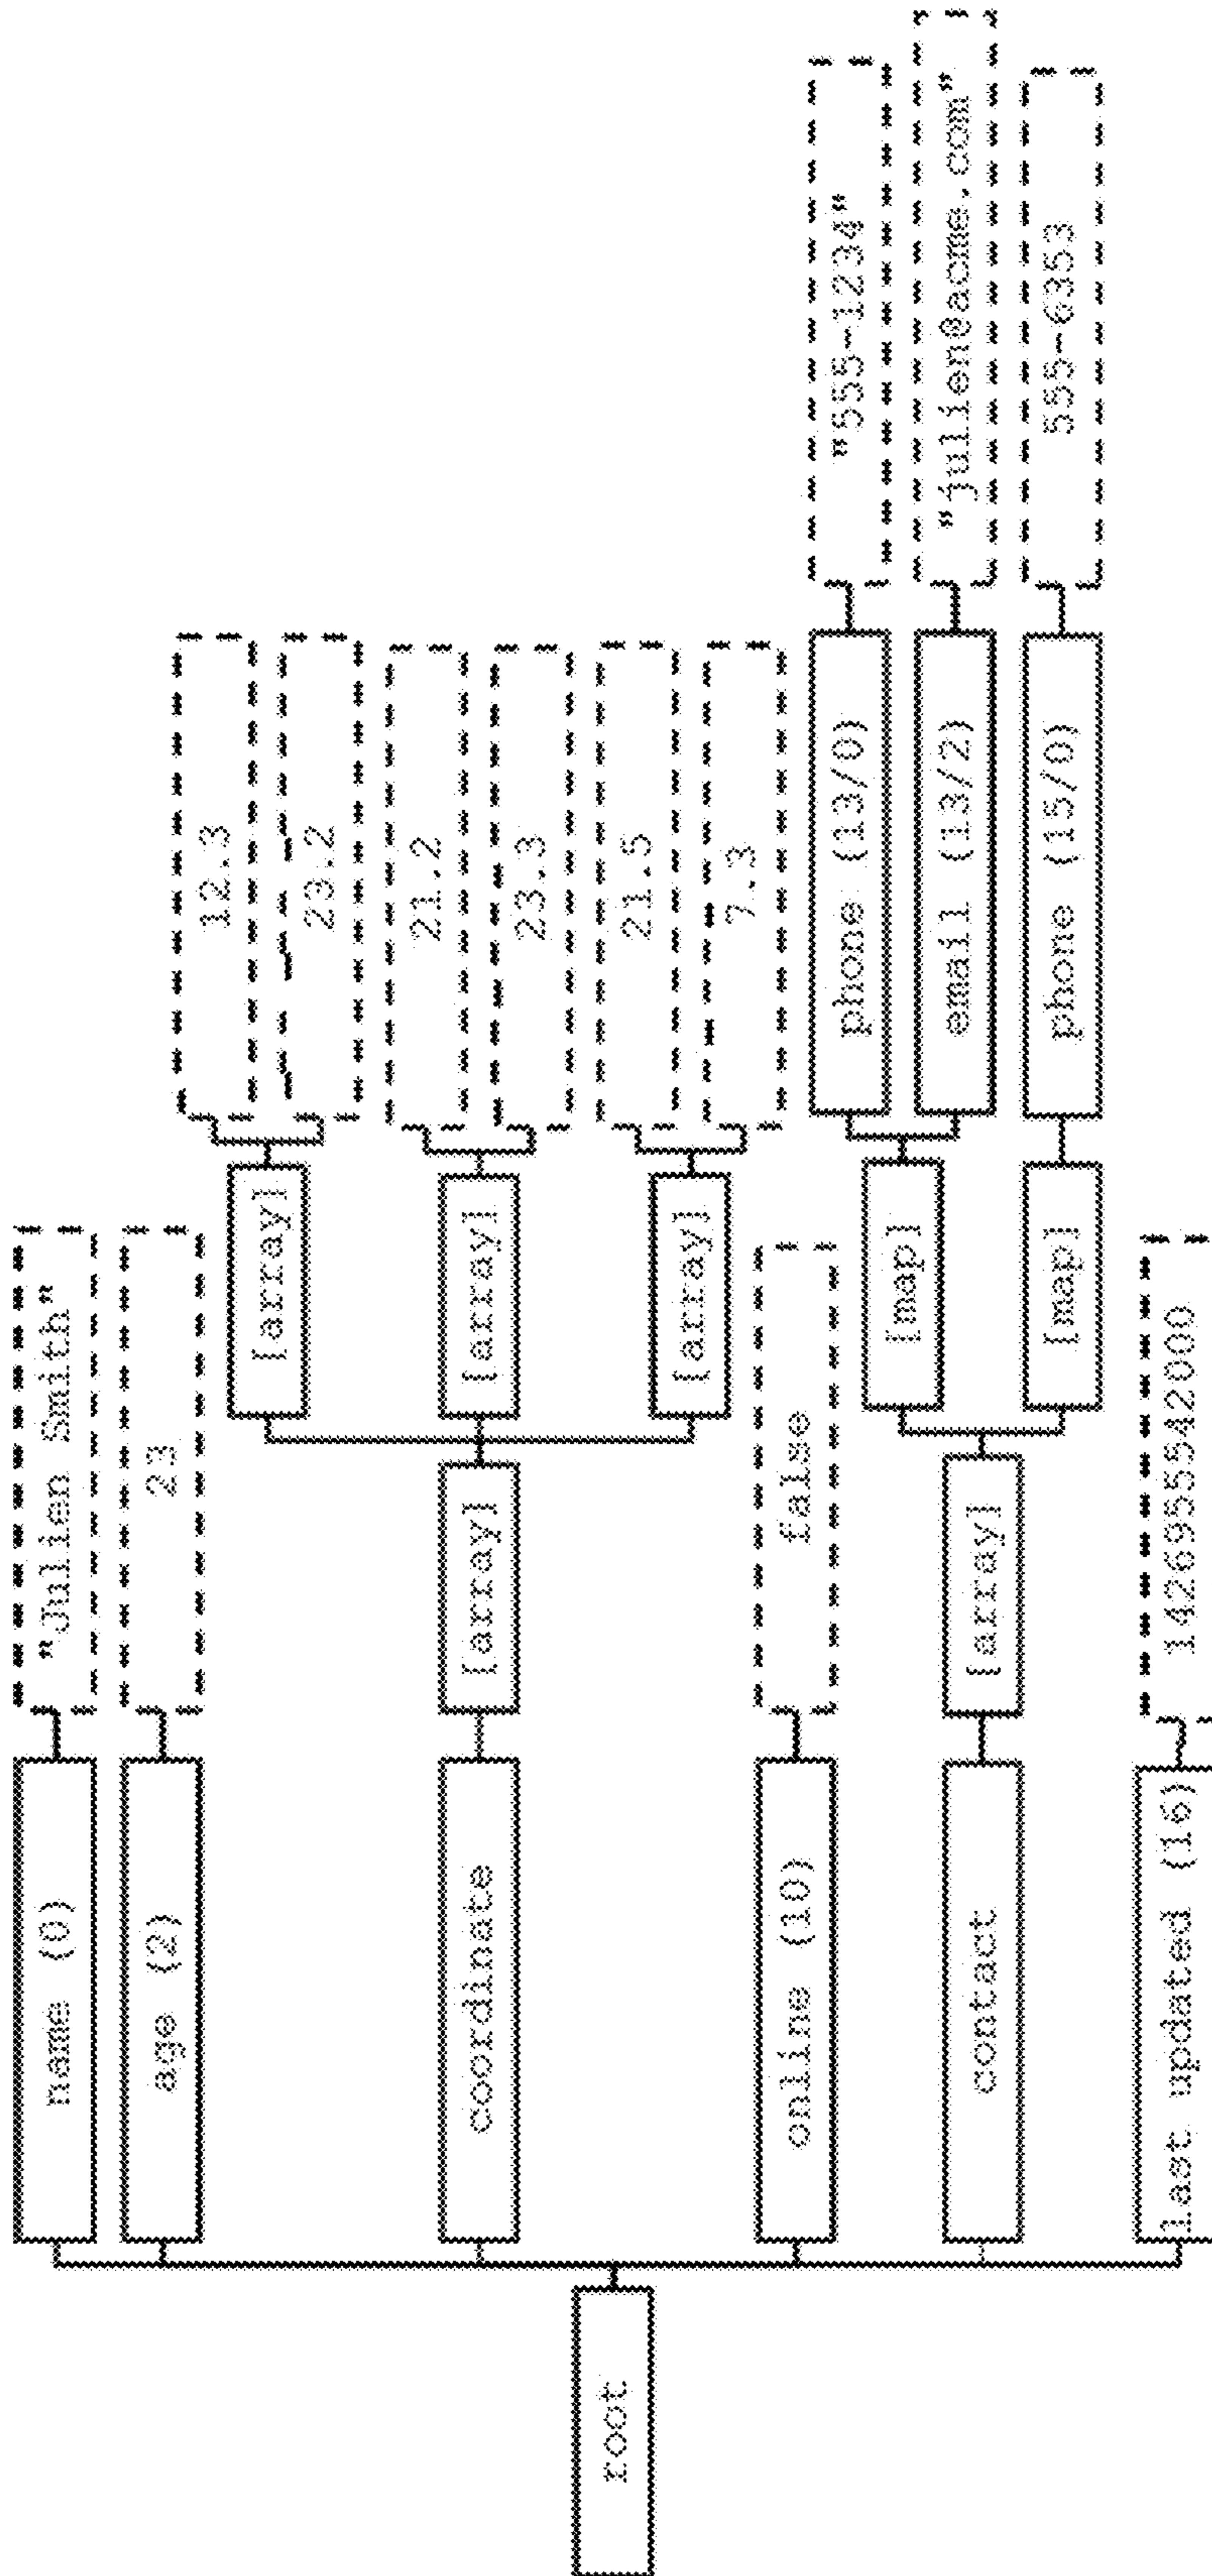 root
name (0)
"Julien Smith"
age (2)
23
coordinate
[array]
[array]
12.3
23.2
[array]
21.2
23.3
[array]
21.5
7.3
online (10)
false
contact
[array]
[map]
phone (13/0)
"555-1234"
email (13/2)
"julien@acme.com"
[map]
phone (15/0)
555-6353
last updated (16)
1426955542000